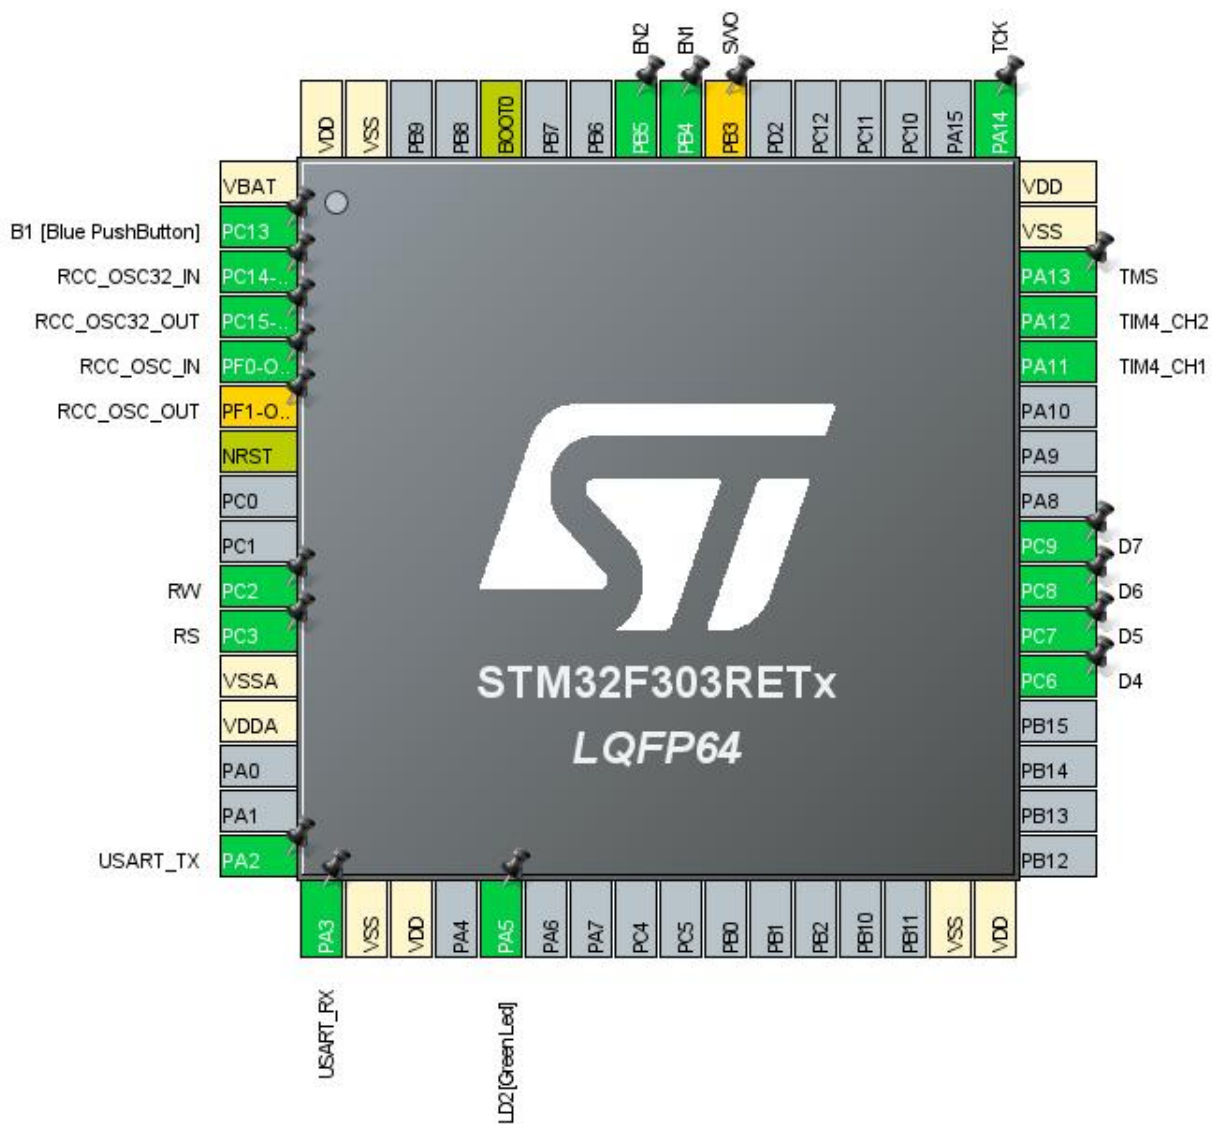 EN2
EN1
SWO
TCK
VDD
VSS
PB9
PB8
BOOT0
PB7
PB6
PB5
PB4
PB3
PD2
PC12
PC11
PC10
PA15
PA14
VBAT
VDD
B1 [Blue PushButton]
PC13
VSS
RCC_OSC32_IN
PC14-..
PA13
TMS
RCC_OSC32_OUT
PC15-..
PA12
TIM4_CH2
RCC_OSC_IN
PF0-O..
PA11
TIM4_CH1
RCC_OSC_OUT
PF1-O..
PA10
NRST
PA9
PC0
PA8
PC1
PC9
D7
RW
PC2
PC8
D6
RS
PC3
PC7
D5
VSSA
PC6
D4
VDDA
PB15
PA0
PB14
PA1
PB13
USART_TX
PA2
PB12
STM32F303RETx
LQFP64
PA3
VSS
VDD
PA4
PA5
PA6
PA7
PC4
PC5
PB0
PB1
PB2
PB10
PB11
VSS
VDD
USART_RX
LD2 [Green Led]